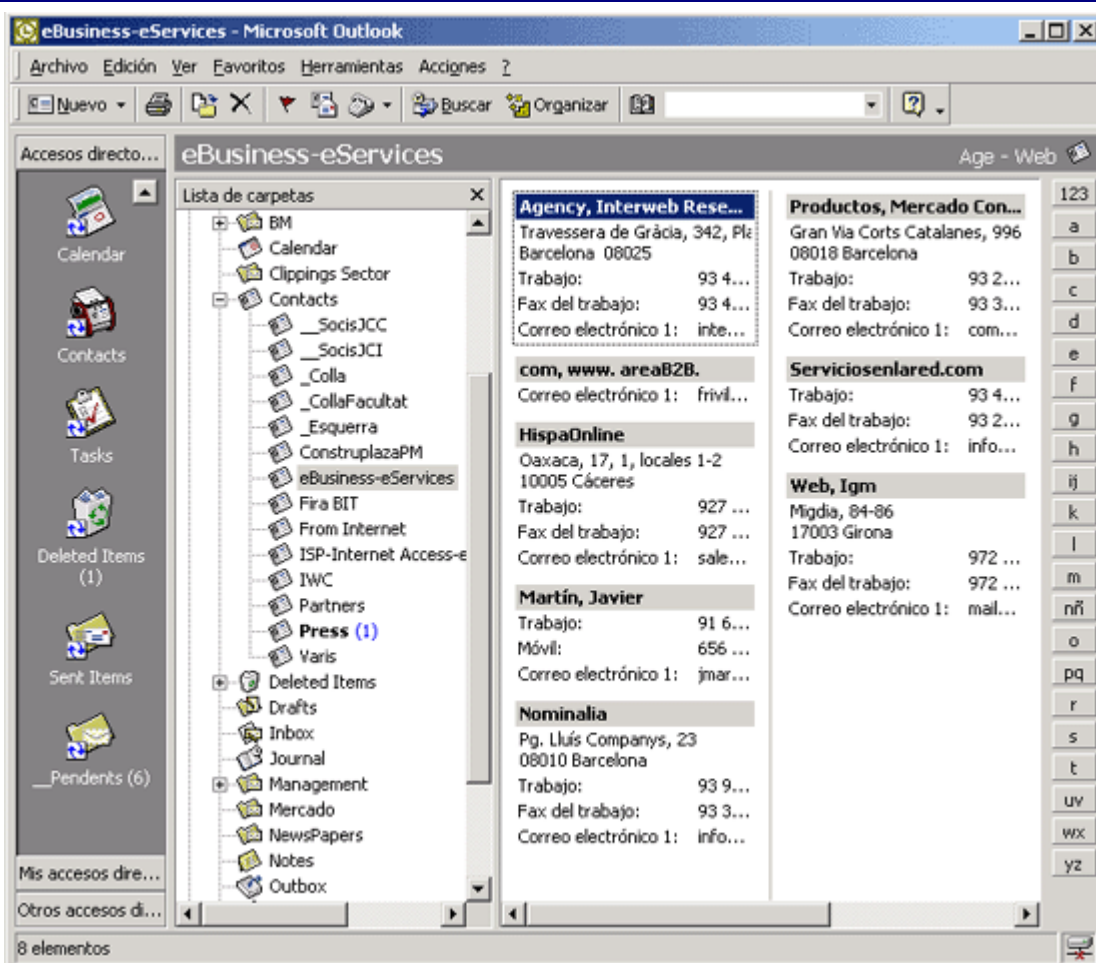 eBusiness-eServices - Microsoft Outlook
Archivo Edición Ver Favoritos Herramientas Acciones ?
Nuevo Buscar Organizar
Accesos directo...
Calendar
Contacts
Tasks
Deleted Items
(1)
Sent Items
__Pendents (6)
Mis accesos dire...
Otros accesos di...
eBusiness-eServices
Age - Web
Lista de carpetas
BM
Calendar
Clippings Sector
Contacts
__SocisJCC
__SocisJCI
_Colla
_CollaFacultat
_Esquerra
ConstruplazaPM
eBusiness-eServices
Fira BIT
From Internet
ISP-Internet Access-e
IWC
Partners
Press (1)
Varis
Deleted Items
Drafts
Inbox
Journal
Management
Mercado
NewsPapers
Notes
Outbox
Agency, Interweb Rese...
Travessera de Gràcia, 342, Pla
Barcelona 08025
Trabajo: 93 4...
Fax del trabajo: 93 4...
Correo electrónico 1: inte...
com, www. areaB2B.
Correo electrónico 1: frivil...
HispaOnline
Oaxaca, 17, 1, locales 1-2
10005 Cáceres
Trabajo: 927 ...
Fax del trabajo: 927 ...
Correo electrónico 1: sale...
Martín, Javier
Trabajo: 91 6...
Móvil: 656 ...
Correo electrónico 1: jmar...
Nominalia
Pg. Lluís Companys, 23
08010 Barcelona
Trabajo: 93 9...
Fax del trabajo: 93 3...
Correo electrónico 1: info...
Productos, Mercado Con...
Gran Via Corts Catalanes, 996
08018 Barcelona
Trabajo: 93 2...
Fax del trabajo: 93 3...
Correo electrónico 1: com...
Serviciosenlared.com
Trabajo: 93 4...
Fax del trabajo: 93 2...
Correo electrónico 1: info...
Web, Igm
Migdia, 84-86
17003 Girona
Trabajo: 972 ...
Fax del trabajo: 972 ...
Correo electrónico 1: mail...
123
a
b
c
d
e
f
g
h
ij
k
l
m
nñ
o
pq
r
s
t
uv
wx
yz
8 elementos